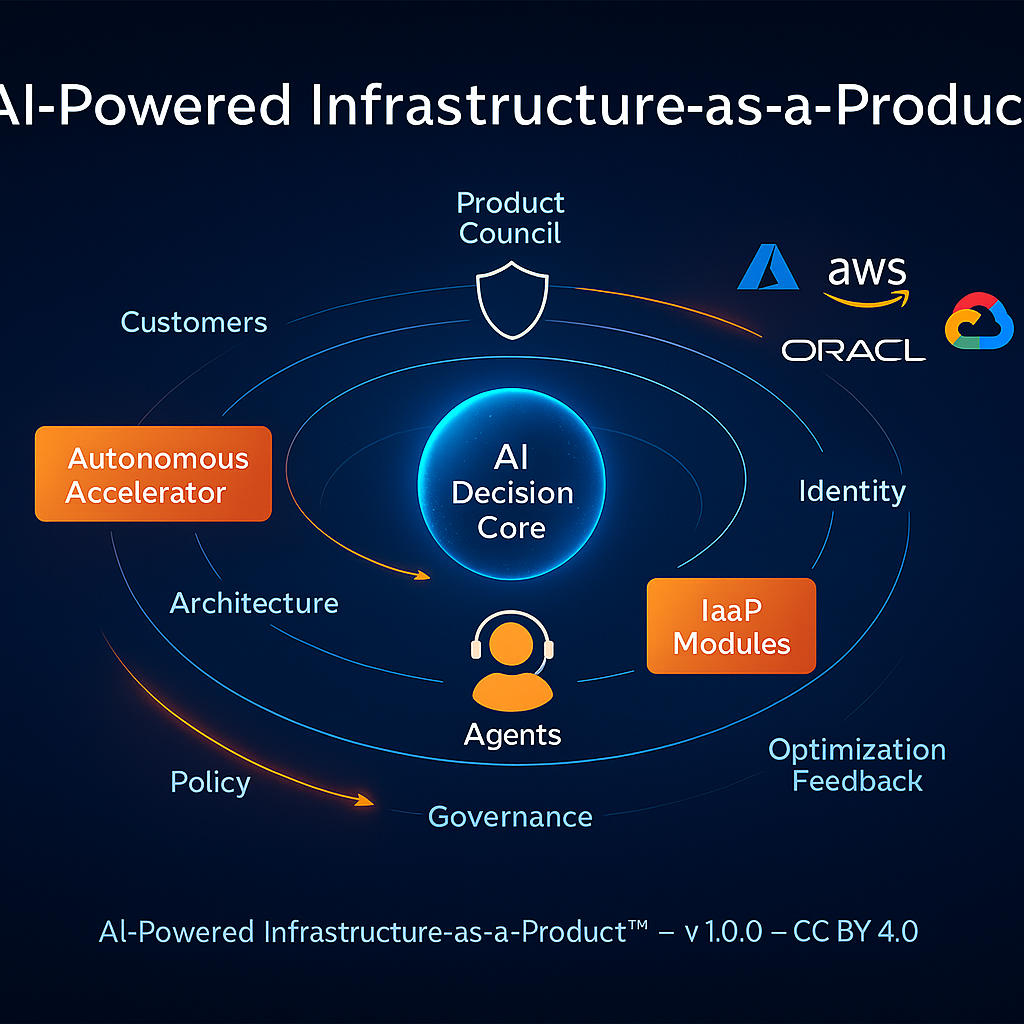 AI-Powered Infrastructure-as-a-Produc
Product
Council
aws
Customers
ORACL
Autonomous
Accelerator
AI
Decision
Core
Identity
Architecture
IaaP
Modules
Agents
Optimization
Feedback
Policy
Governance
AI-Powered Infrastructure-as-a-Product™ – v 1.0.0 – CC BY 4.0